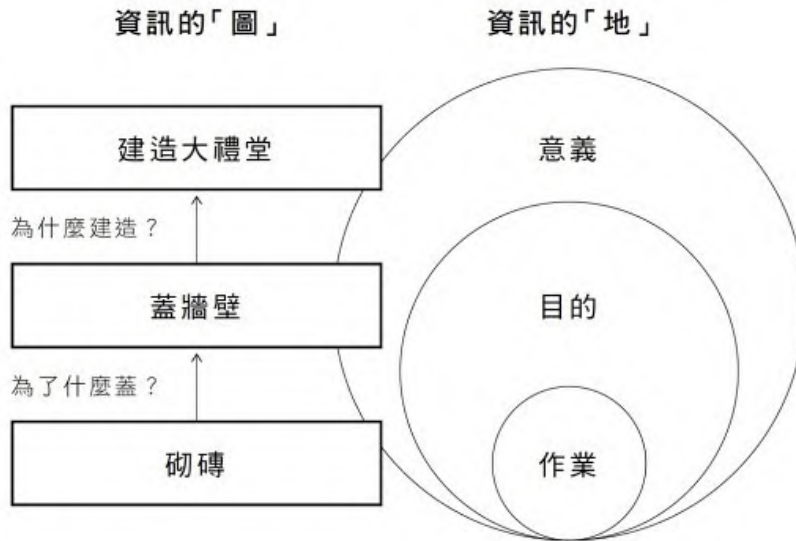 資訊的「圖」
資訊的「地」
建造大禮堂
意義
為什麼建造？
蓋牆壁
目的
為了什麼蓋？
砌磚
作業